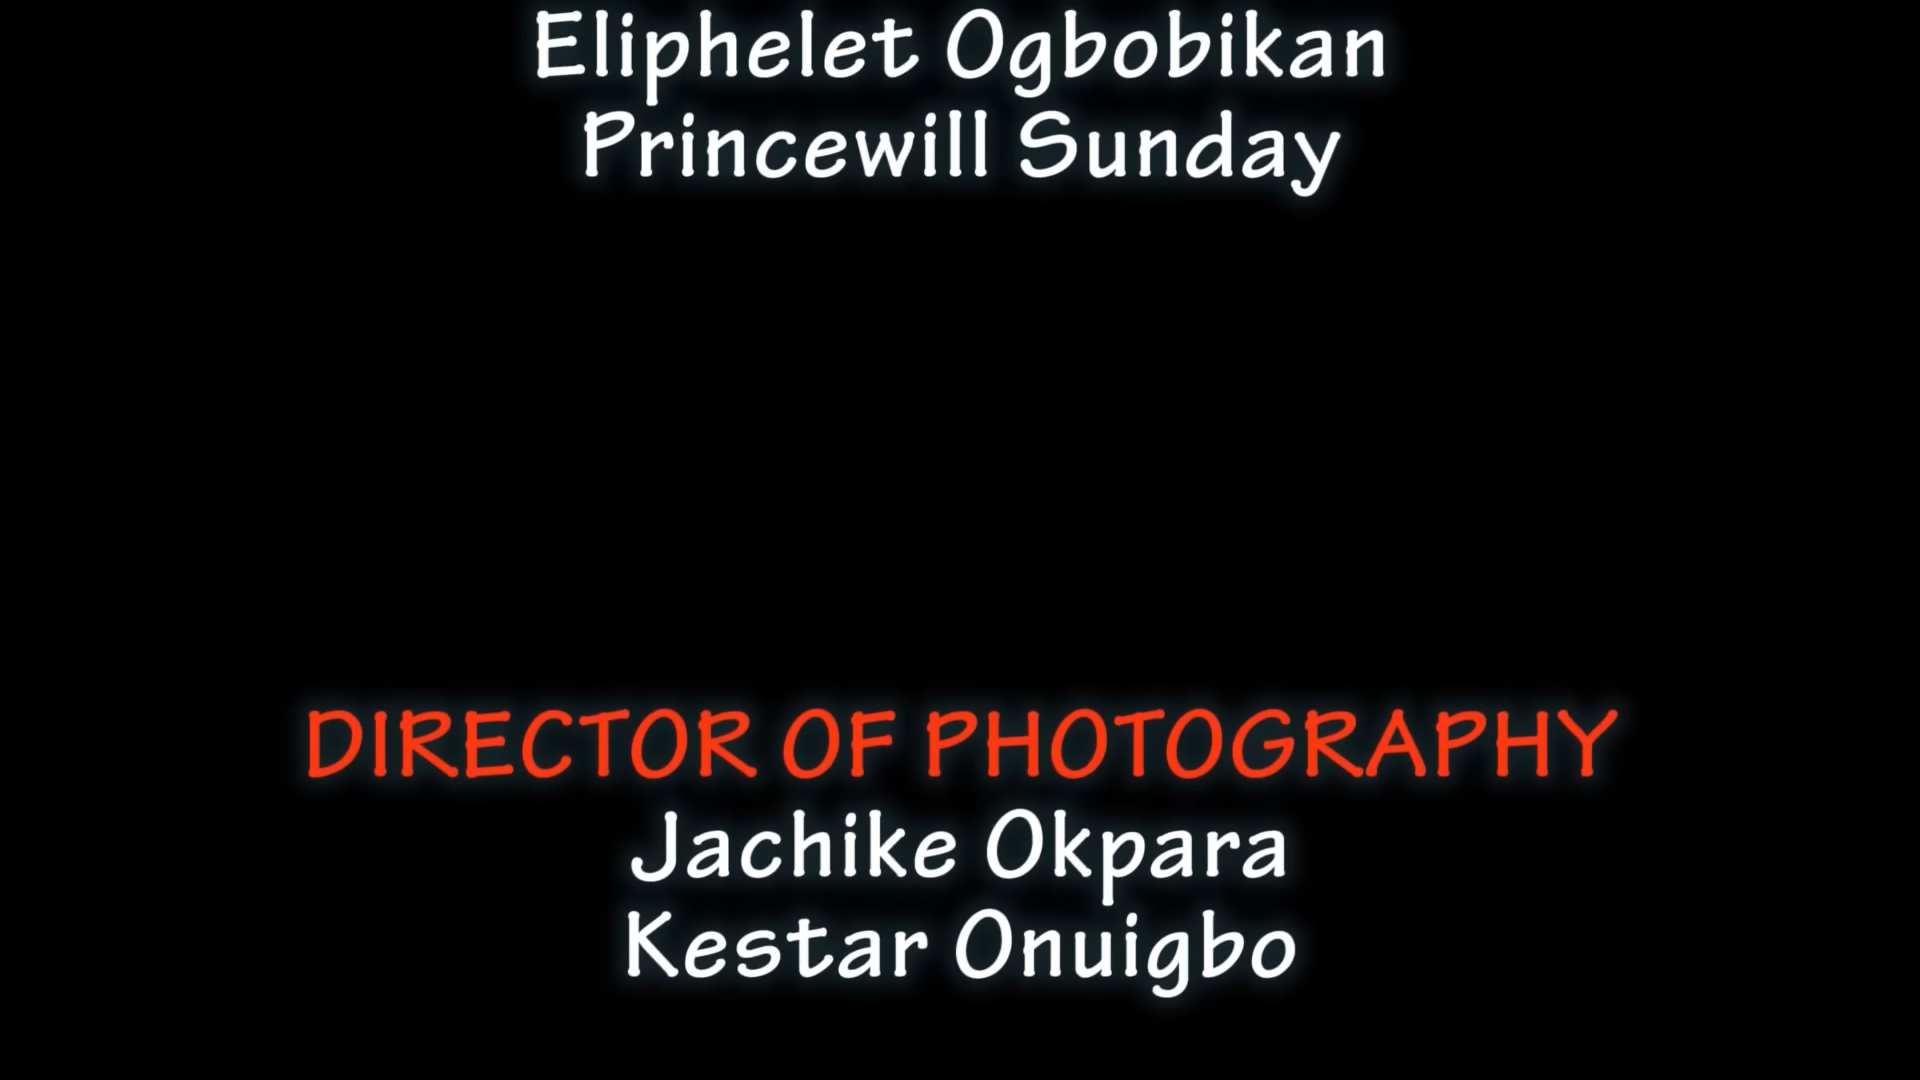 Eliphelet Ogbobikan
Princewill Sunday
DIRECTOR OF PHOTOGRAPHY
Jachike Okpara
Kestar Onuigbo